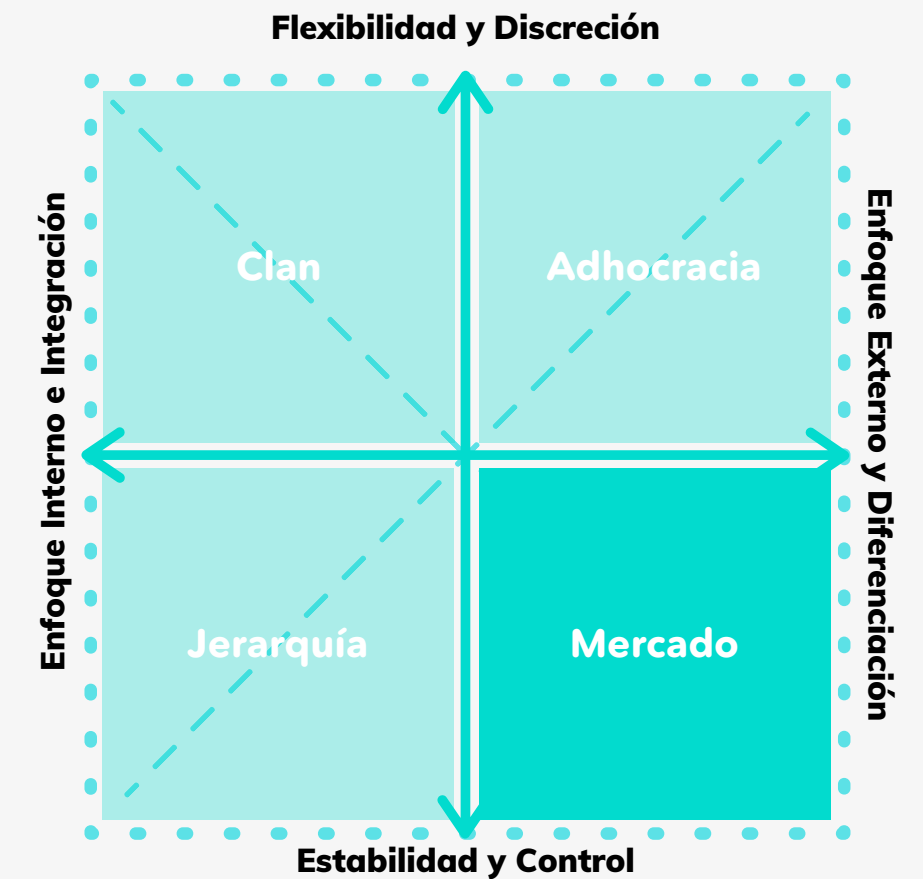 Flexibilidad y Discreción
Enfoque Interno e Integración
Clan
Adhocracia
Enfoque Externo y Diferenciación
Jerarquía
Mercado
Estabilidad y Control